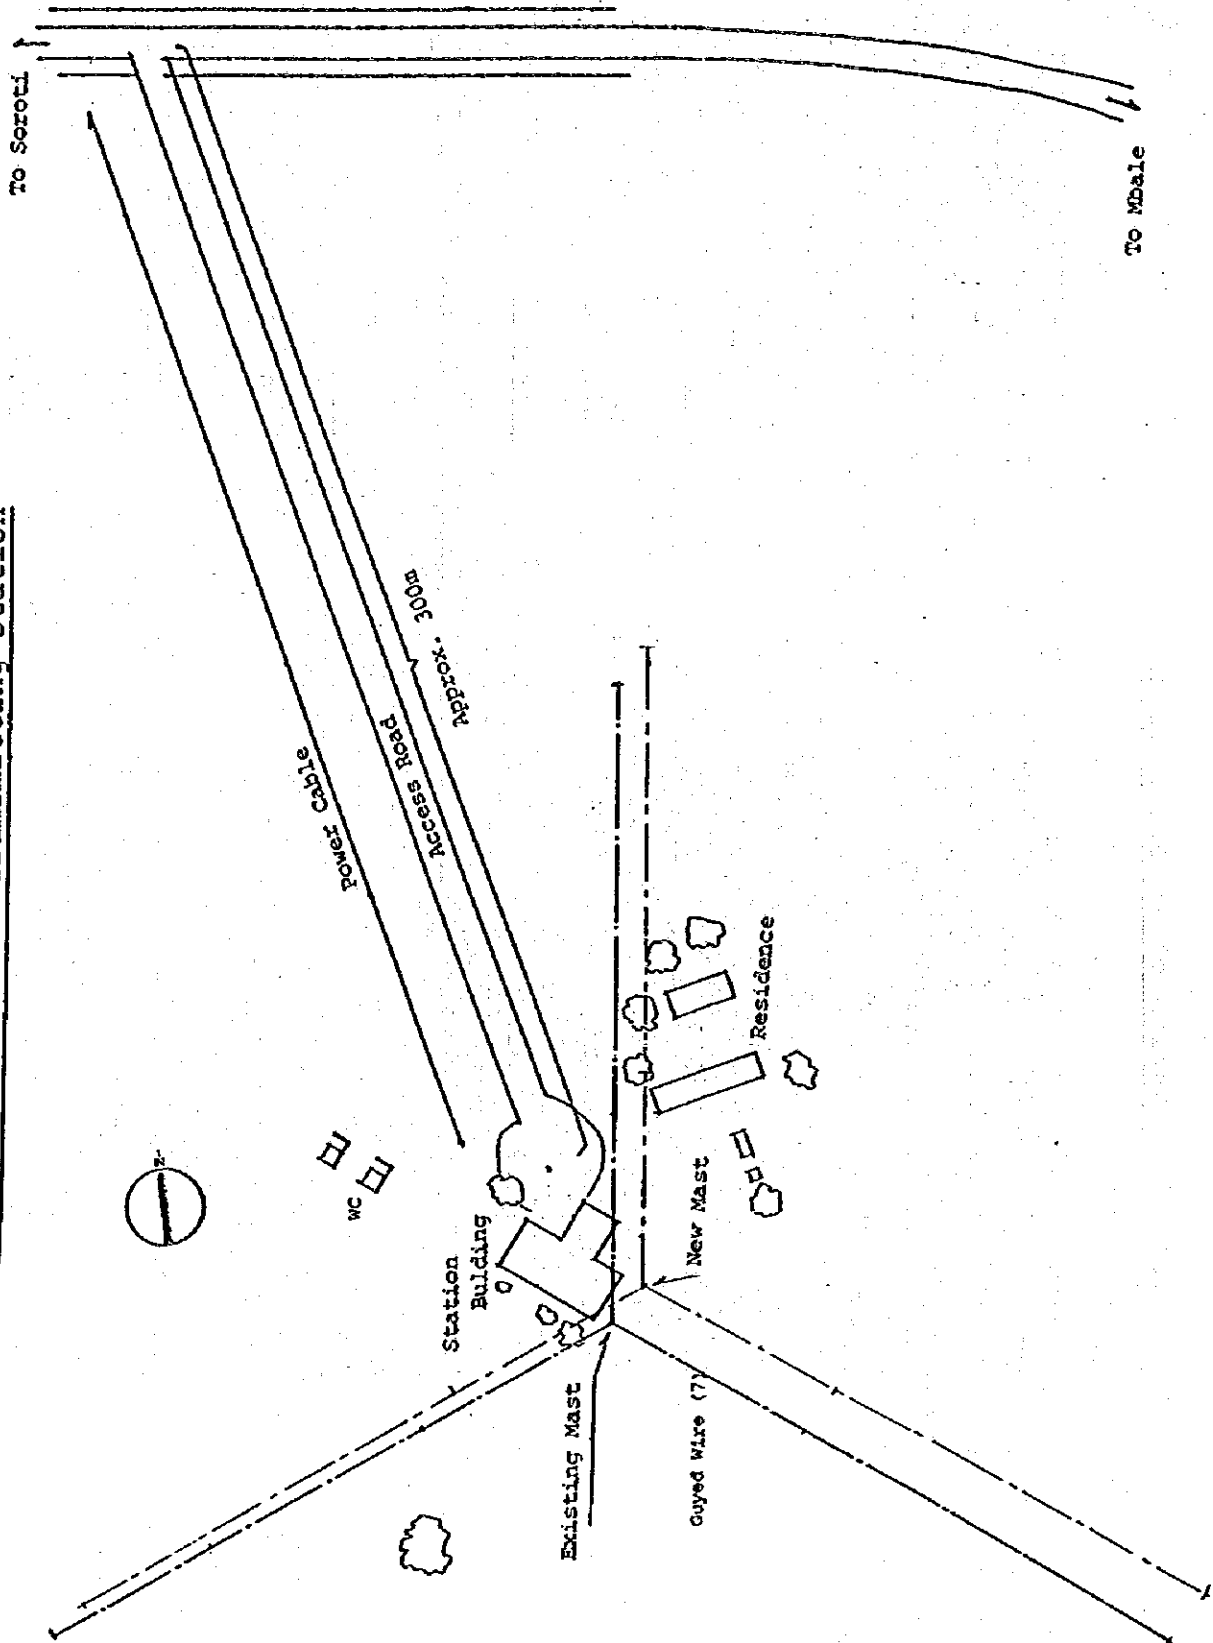 Station
To Soroti
To Mbale
Power Cable
Access Road
Approx. 300m
N
WC
Station
Bulding
Residence
New Mast
Existing Mast
Guyed Wire (7)